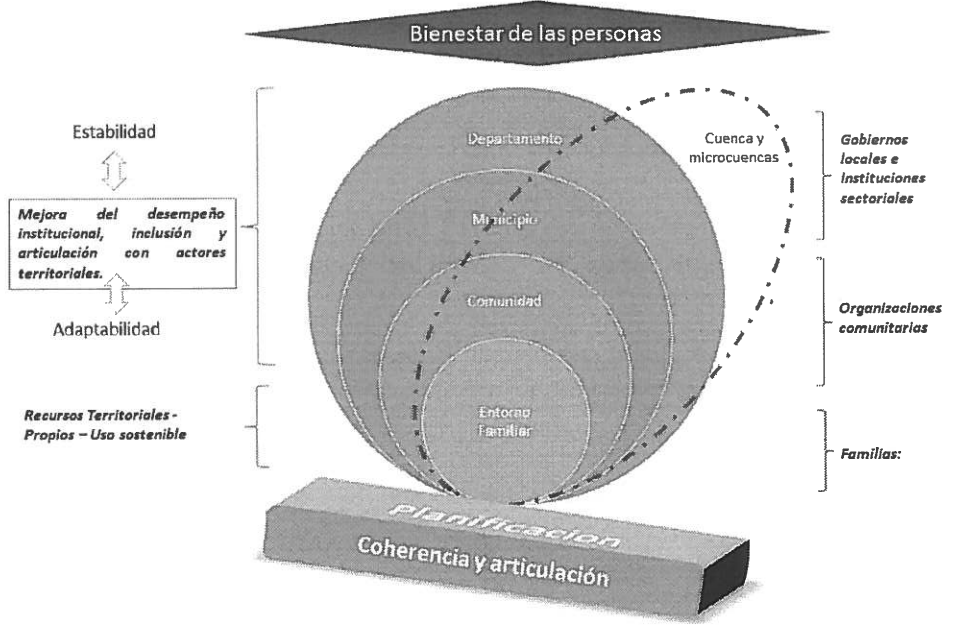 Bienestar de las personas
Estabilidad
Mejora del desempeño
institucional, inclusión y
articulación con actores
territoriales.
Adaptabilidad
Recursos Territoriales -
Propios – Uso sostenible
Departamento
Municipio
Comunidad
Entorno
Familiar
Cuenca y
microcuencas
Gobiernos
locales e
Instituciones
sectoriales
Organizaciones
comunitarias
Familias:
Planificacion
Coherencia y articulación